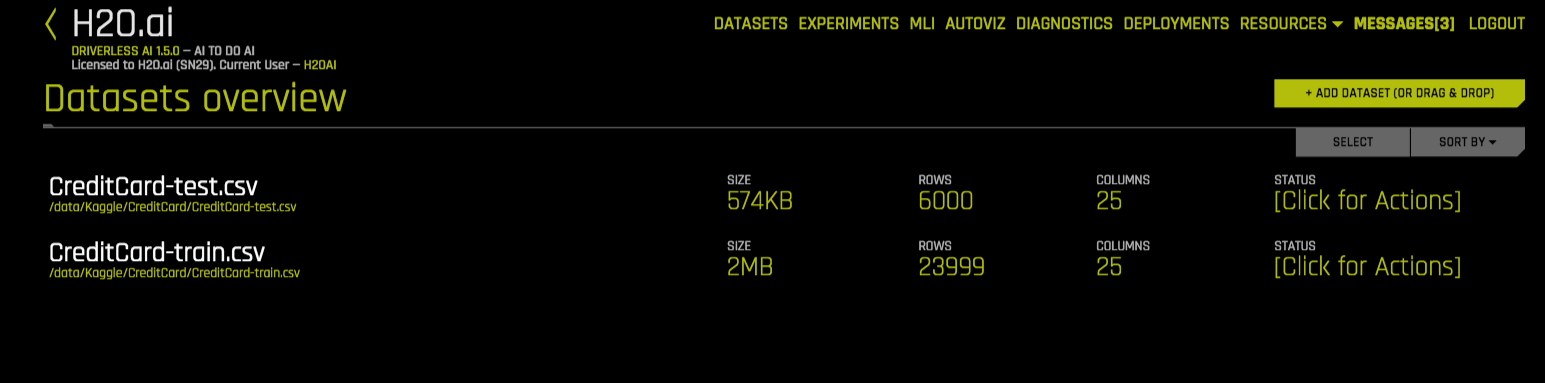 H2O.ai
DRIVERLESS AI 1.5.0 – AI TO DO AI
Licensed to H2O.ai (SN29). Current User – H2OAI
DATASETS EXPERIMENTS MLI AUTOVIZ DIAGNOSTICS DEPLOYMENTS RESOURCES MESSAGES[3] LOGOUT
Datasets overview
+ ADD DATASET (OR DRAG & DROP)
SELECT SORT BY
CreditCard-test.csv
/data/Kaggle/CreditCard/CreditCard-test.csv
SIZE ROWS COLUMNS STATUS
574KB 6000 25 [Click for Actions]
CreditCard-train.csv
/data/Kaggle/CreditCard/CreditCard-train.csv
SIZE ROWS COLUMNS STATUS
2MB 23999 25 [Click for Actions]